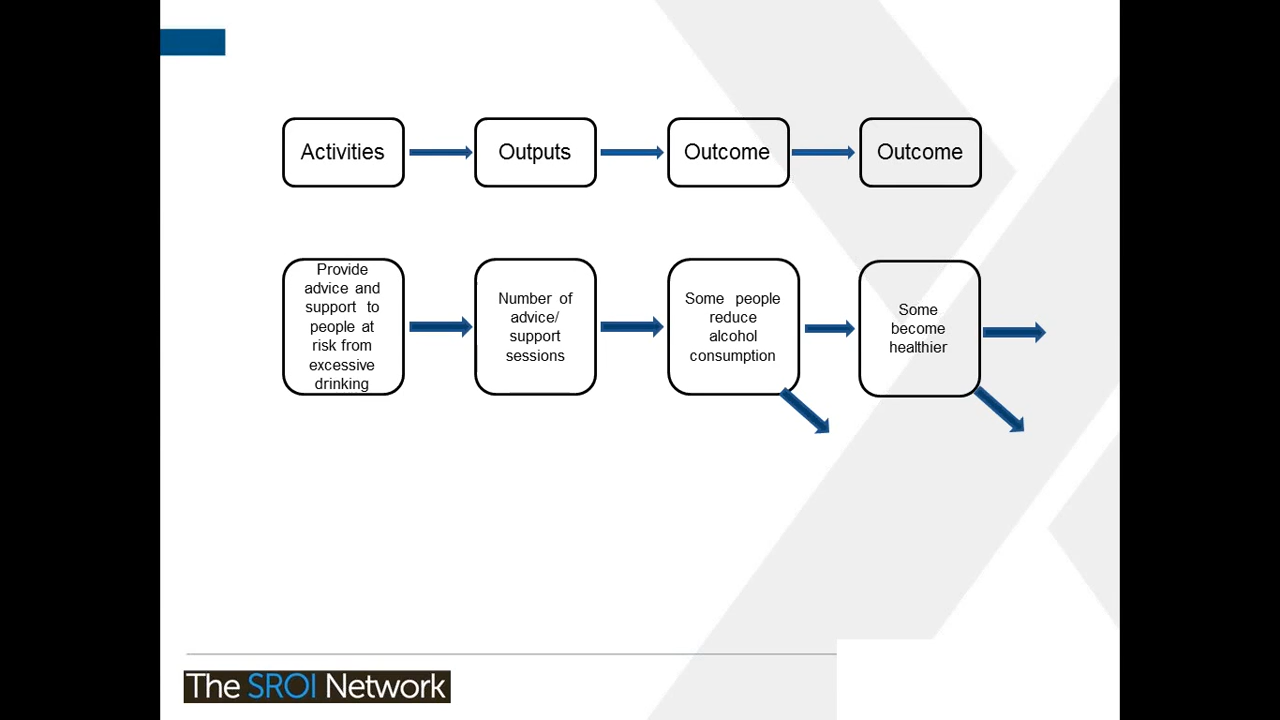 Activities
Outputs
Outcome
Outcome
Provide
advice and
support to
people at
risk from
excessive
drinking
Number of
advice/
support
sessions
Some people
reduce
alcohol
consumption
Some
become
healthier
The SROI Network